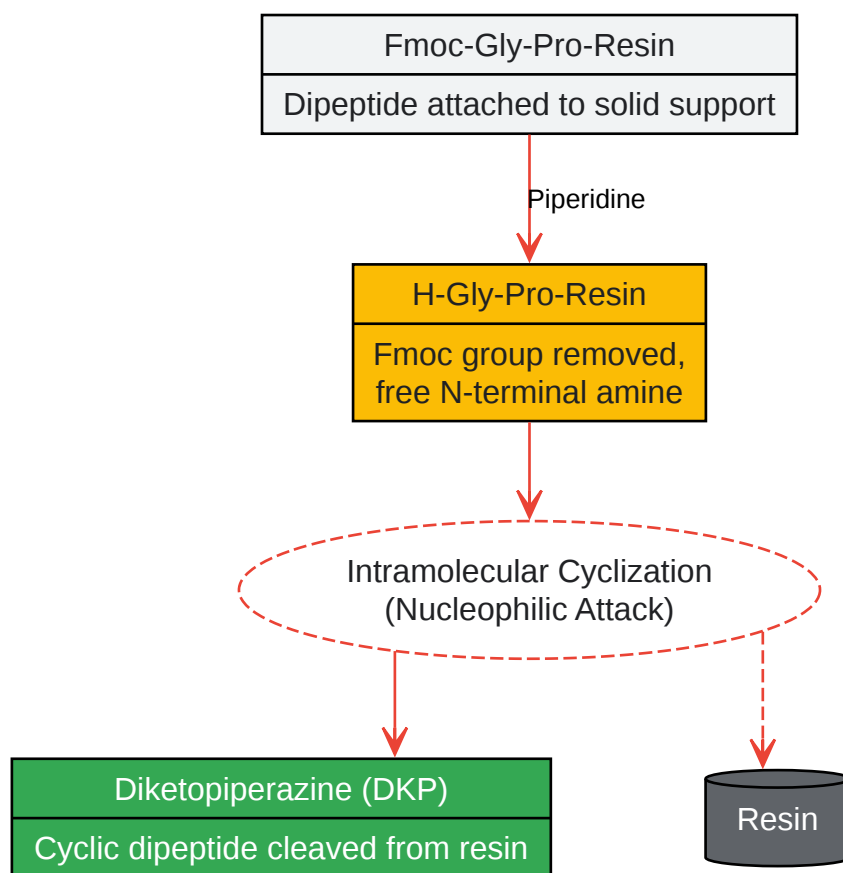 Fmoc-Gly-Pro-Resin
Dipeptide attached to solid support
Piperidine
H-Gly-Pro-Resin
Fmoc group removed,
free N-terminal amine
Intramolecular Cyclization
(Nucleophilic Attack)
Diketopiperazine (DKP)
Cyclic dipeptide cleaved from resin
Resin